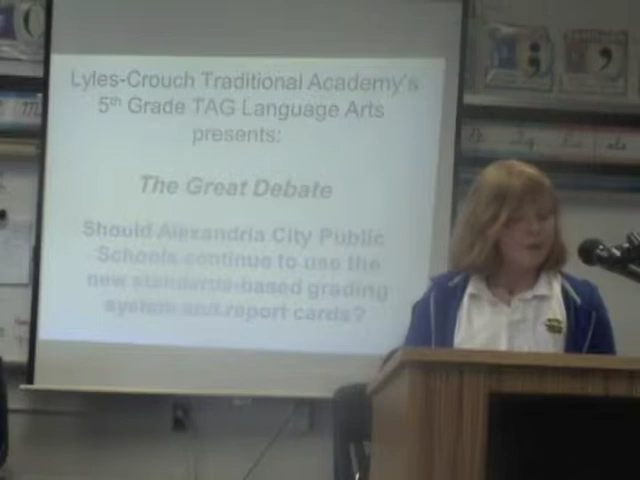 Lyles-Crouch Traditional Academy's
5th Grade TAG Language Arts
presents:
The Great Debate
Should Alexandria City Public
Schools continue to use the
new standards-based grading
system and report cards?